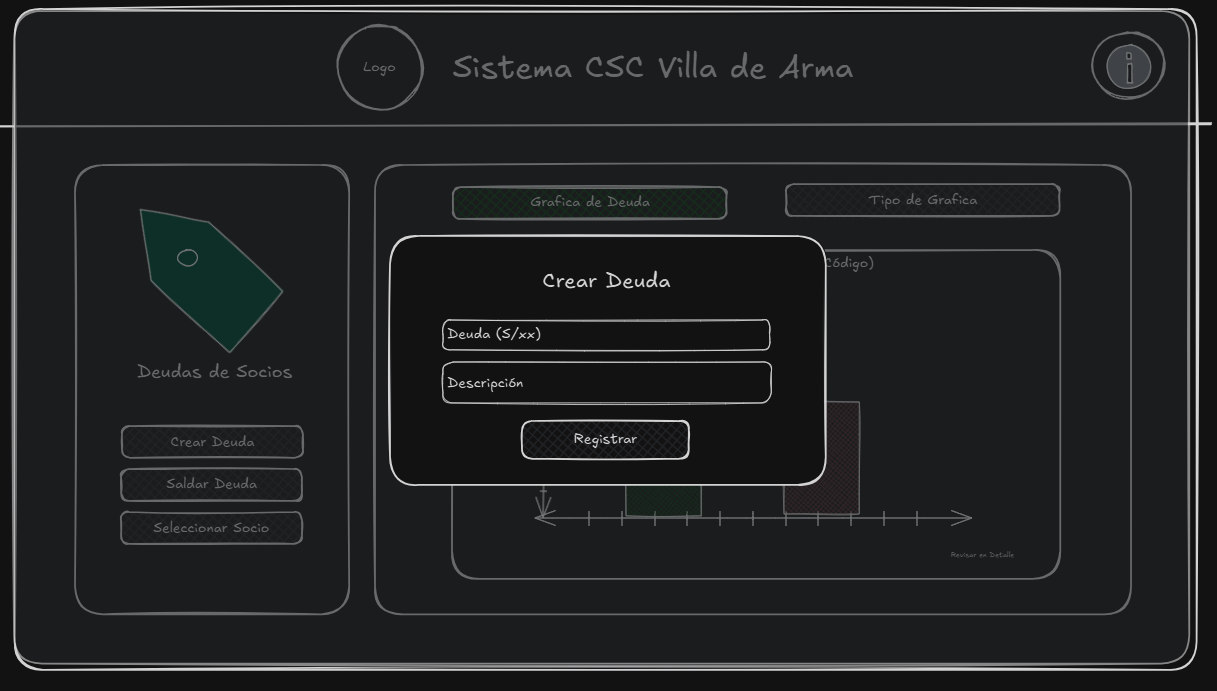 Logo
Sistema CSC Villa de Arma
i
Deudas de Socios
Crear Deuda
Saldar Deuda
Seleccionar Socio
Grafica de Deuda
Tipo de Grafica
Código)
Crear Deuda
Deuda (S/xx)
Descripción
Registrar
Revisar en Detalle